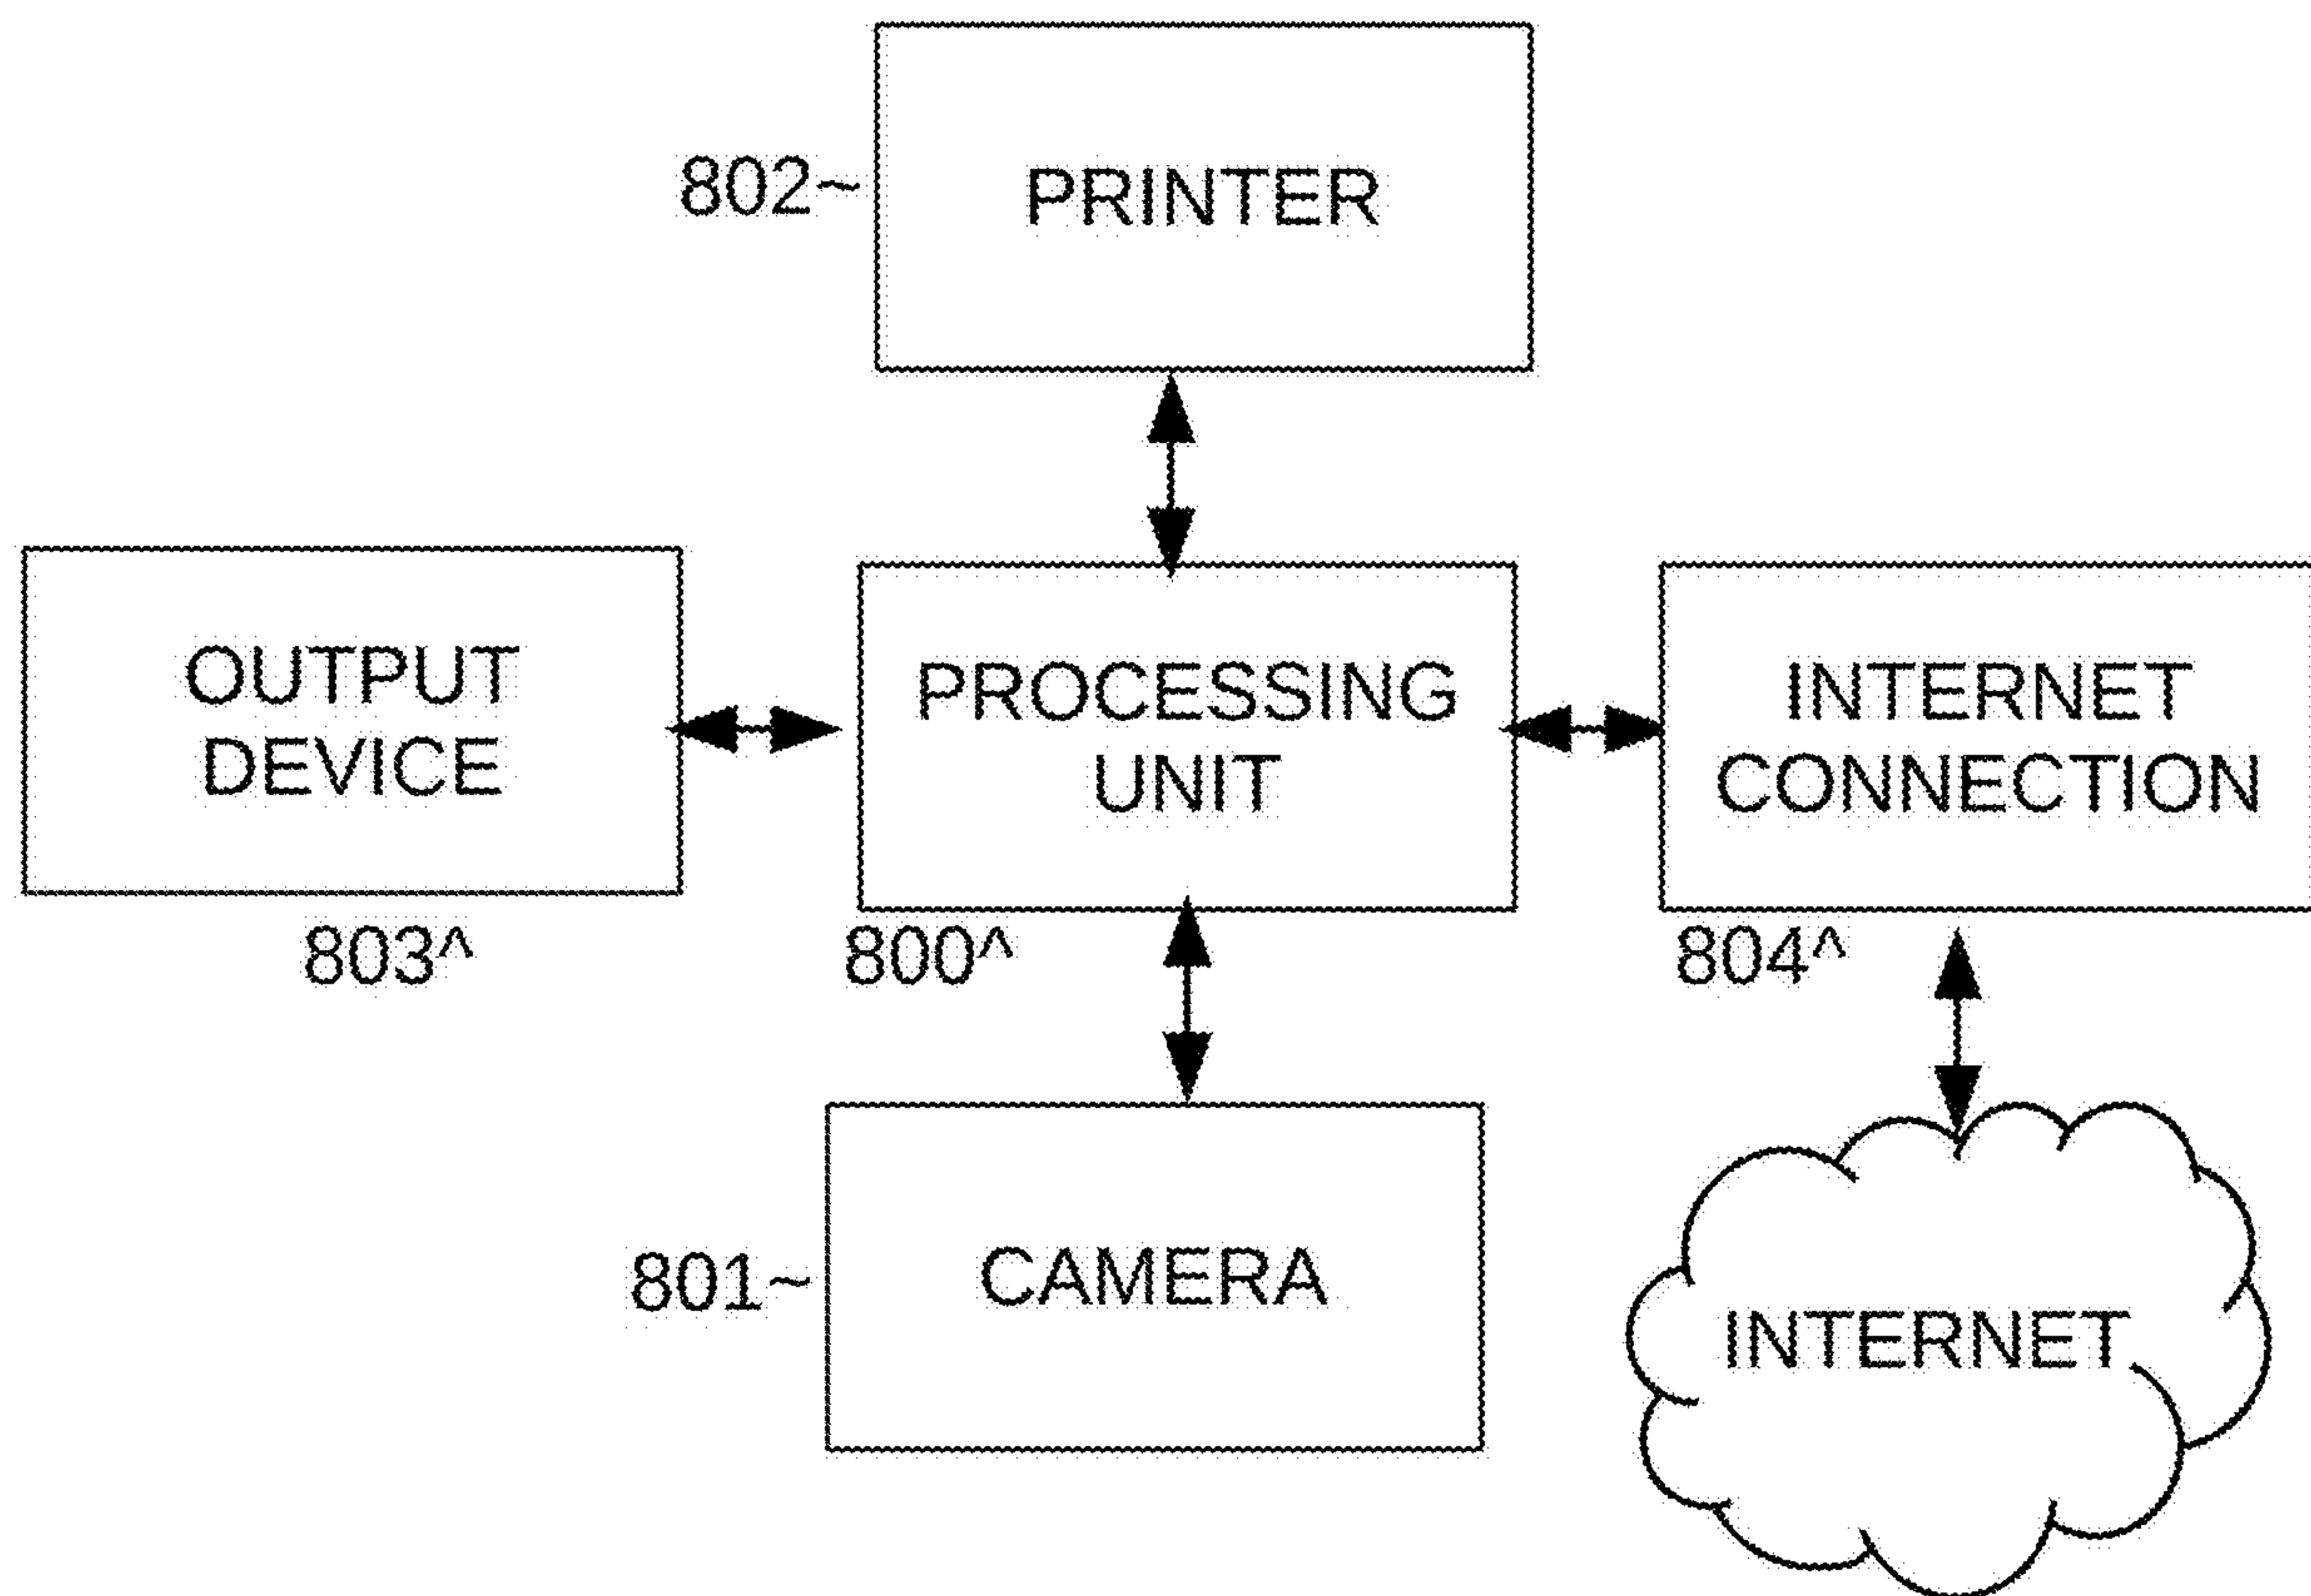 802~
PRINTER
OUTPUT
DEVICE
PROCESSING
UNIT
INTERNET
CONNECTION
803^
800^
804^
801~
CAMERA
INTERNET